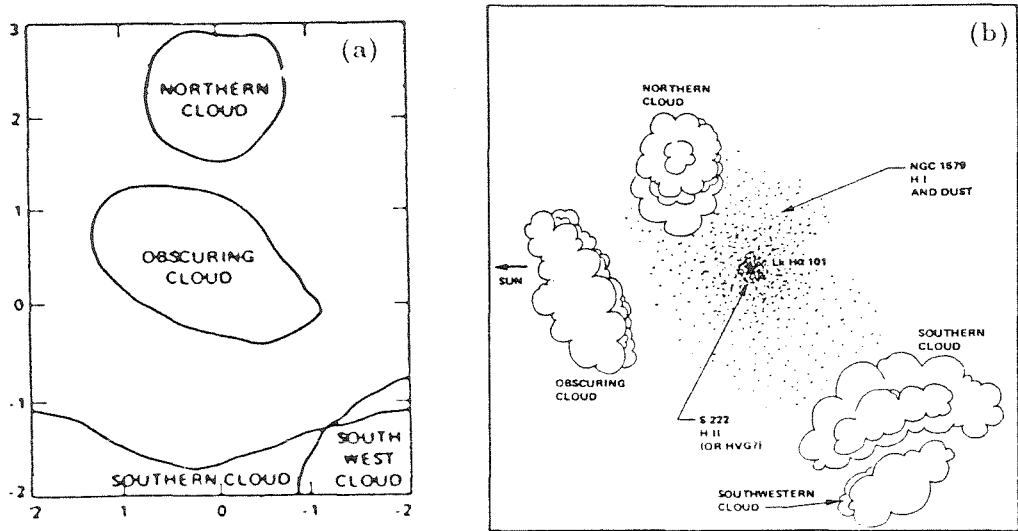 (a)
3
2
1
0
-1
-2
NORTHERN
CLOUD
OBSCURING
CLOUD
SOUTHERN CLOUD
SOUTH
WEST
CLOUD
2
1
0
-1
-2
(b)
NORTHERN
CLOUD
NGC 1579
H I
AND DUST
Lk Hα 101
SUN
OBSCURING
CLOUD
SOUTHERN
CLOUD
S 222
H II
(OR HVG?)
SOUTHWESTERN
CLOUD